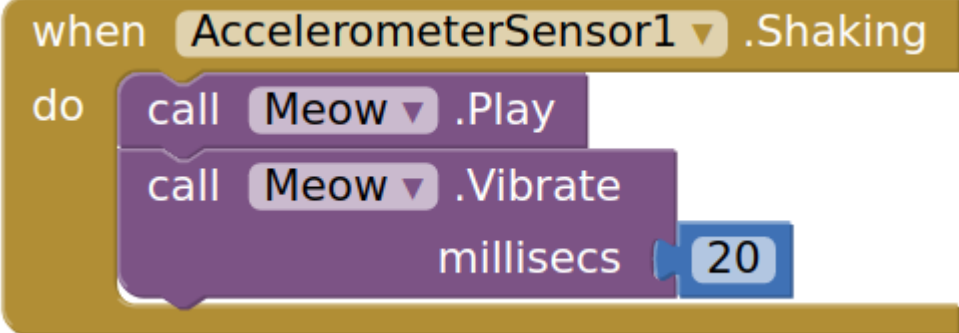 when AccelerometerSensor1 .Shaking
do call Meow .Play
call Meow .Vibrate
millisecs 20